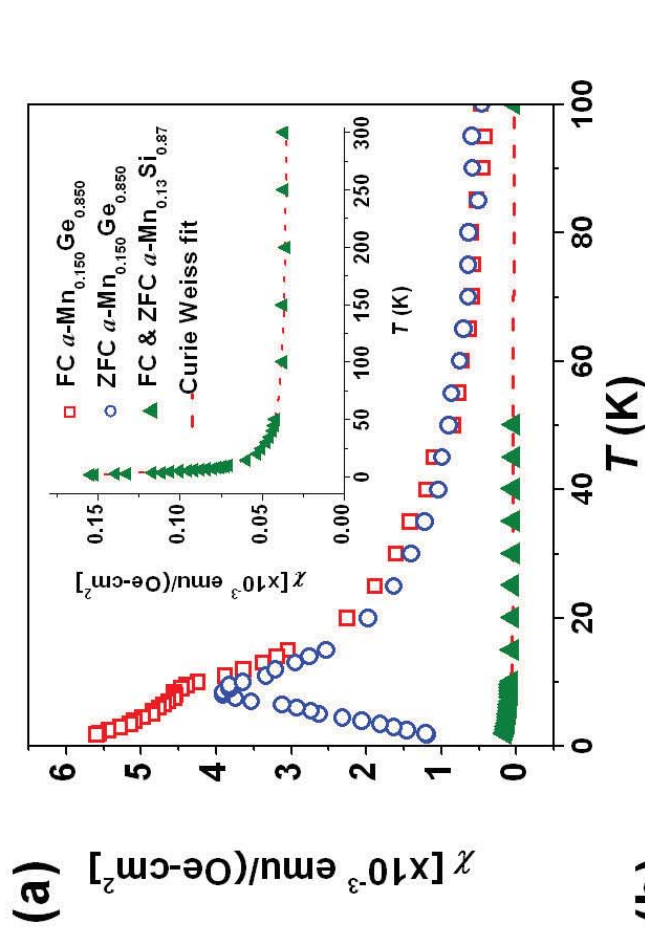 (a)
χ [x10⁻³ emu/(Oe-cm²]
6
5
4
3
2
1
0
0 20 40 60 80 100
T (K)
FC a-Mn₀.₁₅₀Ge₀.₈₅₀
ZFC a-Mn₀.₁₅₀Ge₀.₈₅₀
FC & ZFC a-Mn₀.₁₃Si₀.₈₇
Curie Weiss fit
χ [x10⁻³ emu/(Oe-cm²]
0.15
0.10
0.05
0.00
0 50 100 150 200 250 300
T (K)